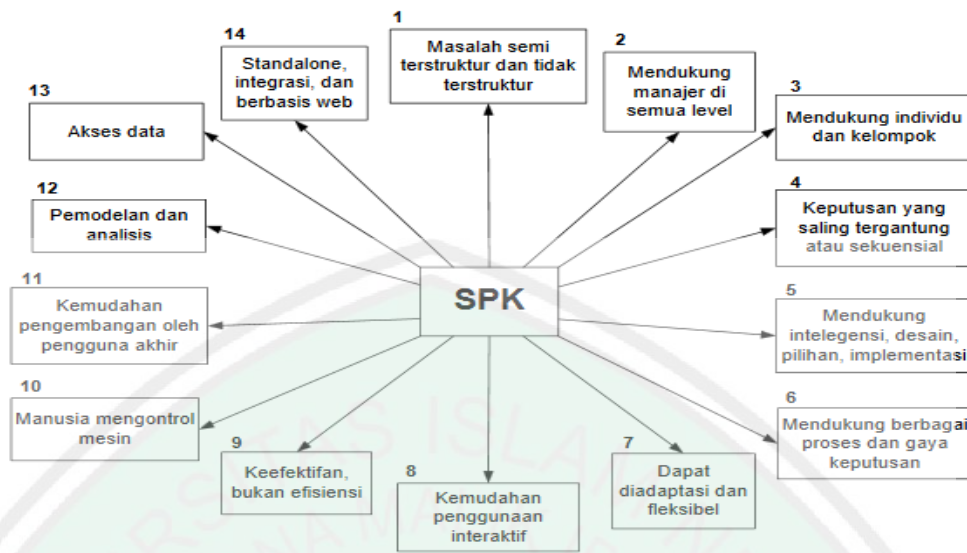 1
Masalah semi
terstruktur dan tidak
terstruktur
2
Mendukung
manajer di
semua level
3
Mendukung individu
dan kelompok
4
Keputusan yang
saling tergantung
atau sekuensial
5
Mendukung
intelegensi, desain,
pilihan, implementasi
6
Mendukung berbagai
proses dan gaya
keputusan
7
Dapat
diadaptasi dan
fleksibel
8
Kemudahan
penggunaan
interaktif
9
Keefektifan,
bukan efisiensi
10
Manusia mengontrol
mesin
11
Kemudahan
pengembangan oleh
pengguna akhir
12
Pemodelan dan
analisis
13
Akses data
14
Standalone,
integrasi, dan
berbasis web
SPK